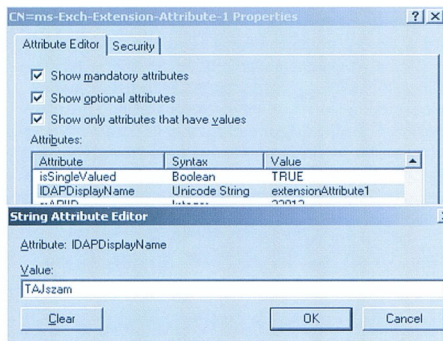 CN=ms-Exch-Extension-Attribute-1 Properties
Attribute Editor Security
Show mandatory attributes
Show optional attributes
Show only attributes that have values
Attributes:
Attribute Syntax Value
isSingleValued Boolean TRUE
lDAPDisplayName Unicode String extensionAttribute1
String Attribute Editor
Attribute: lDAPDisplayName
Value:
TAJszam
Clear OK Cancel